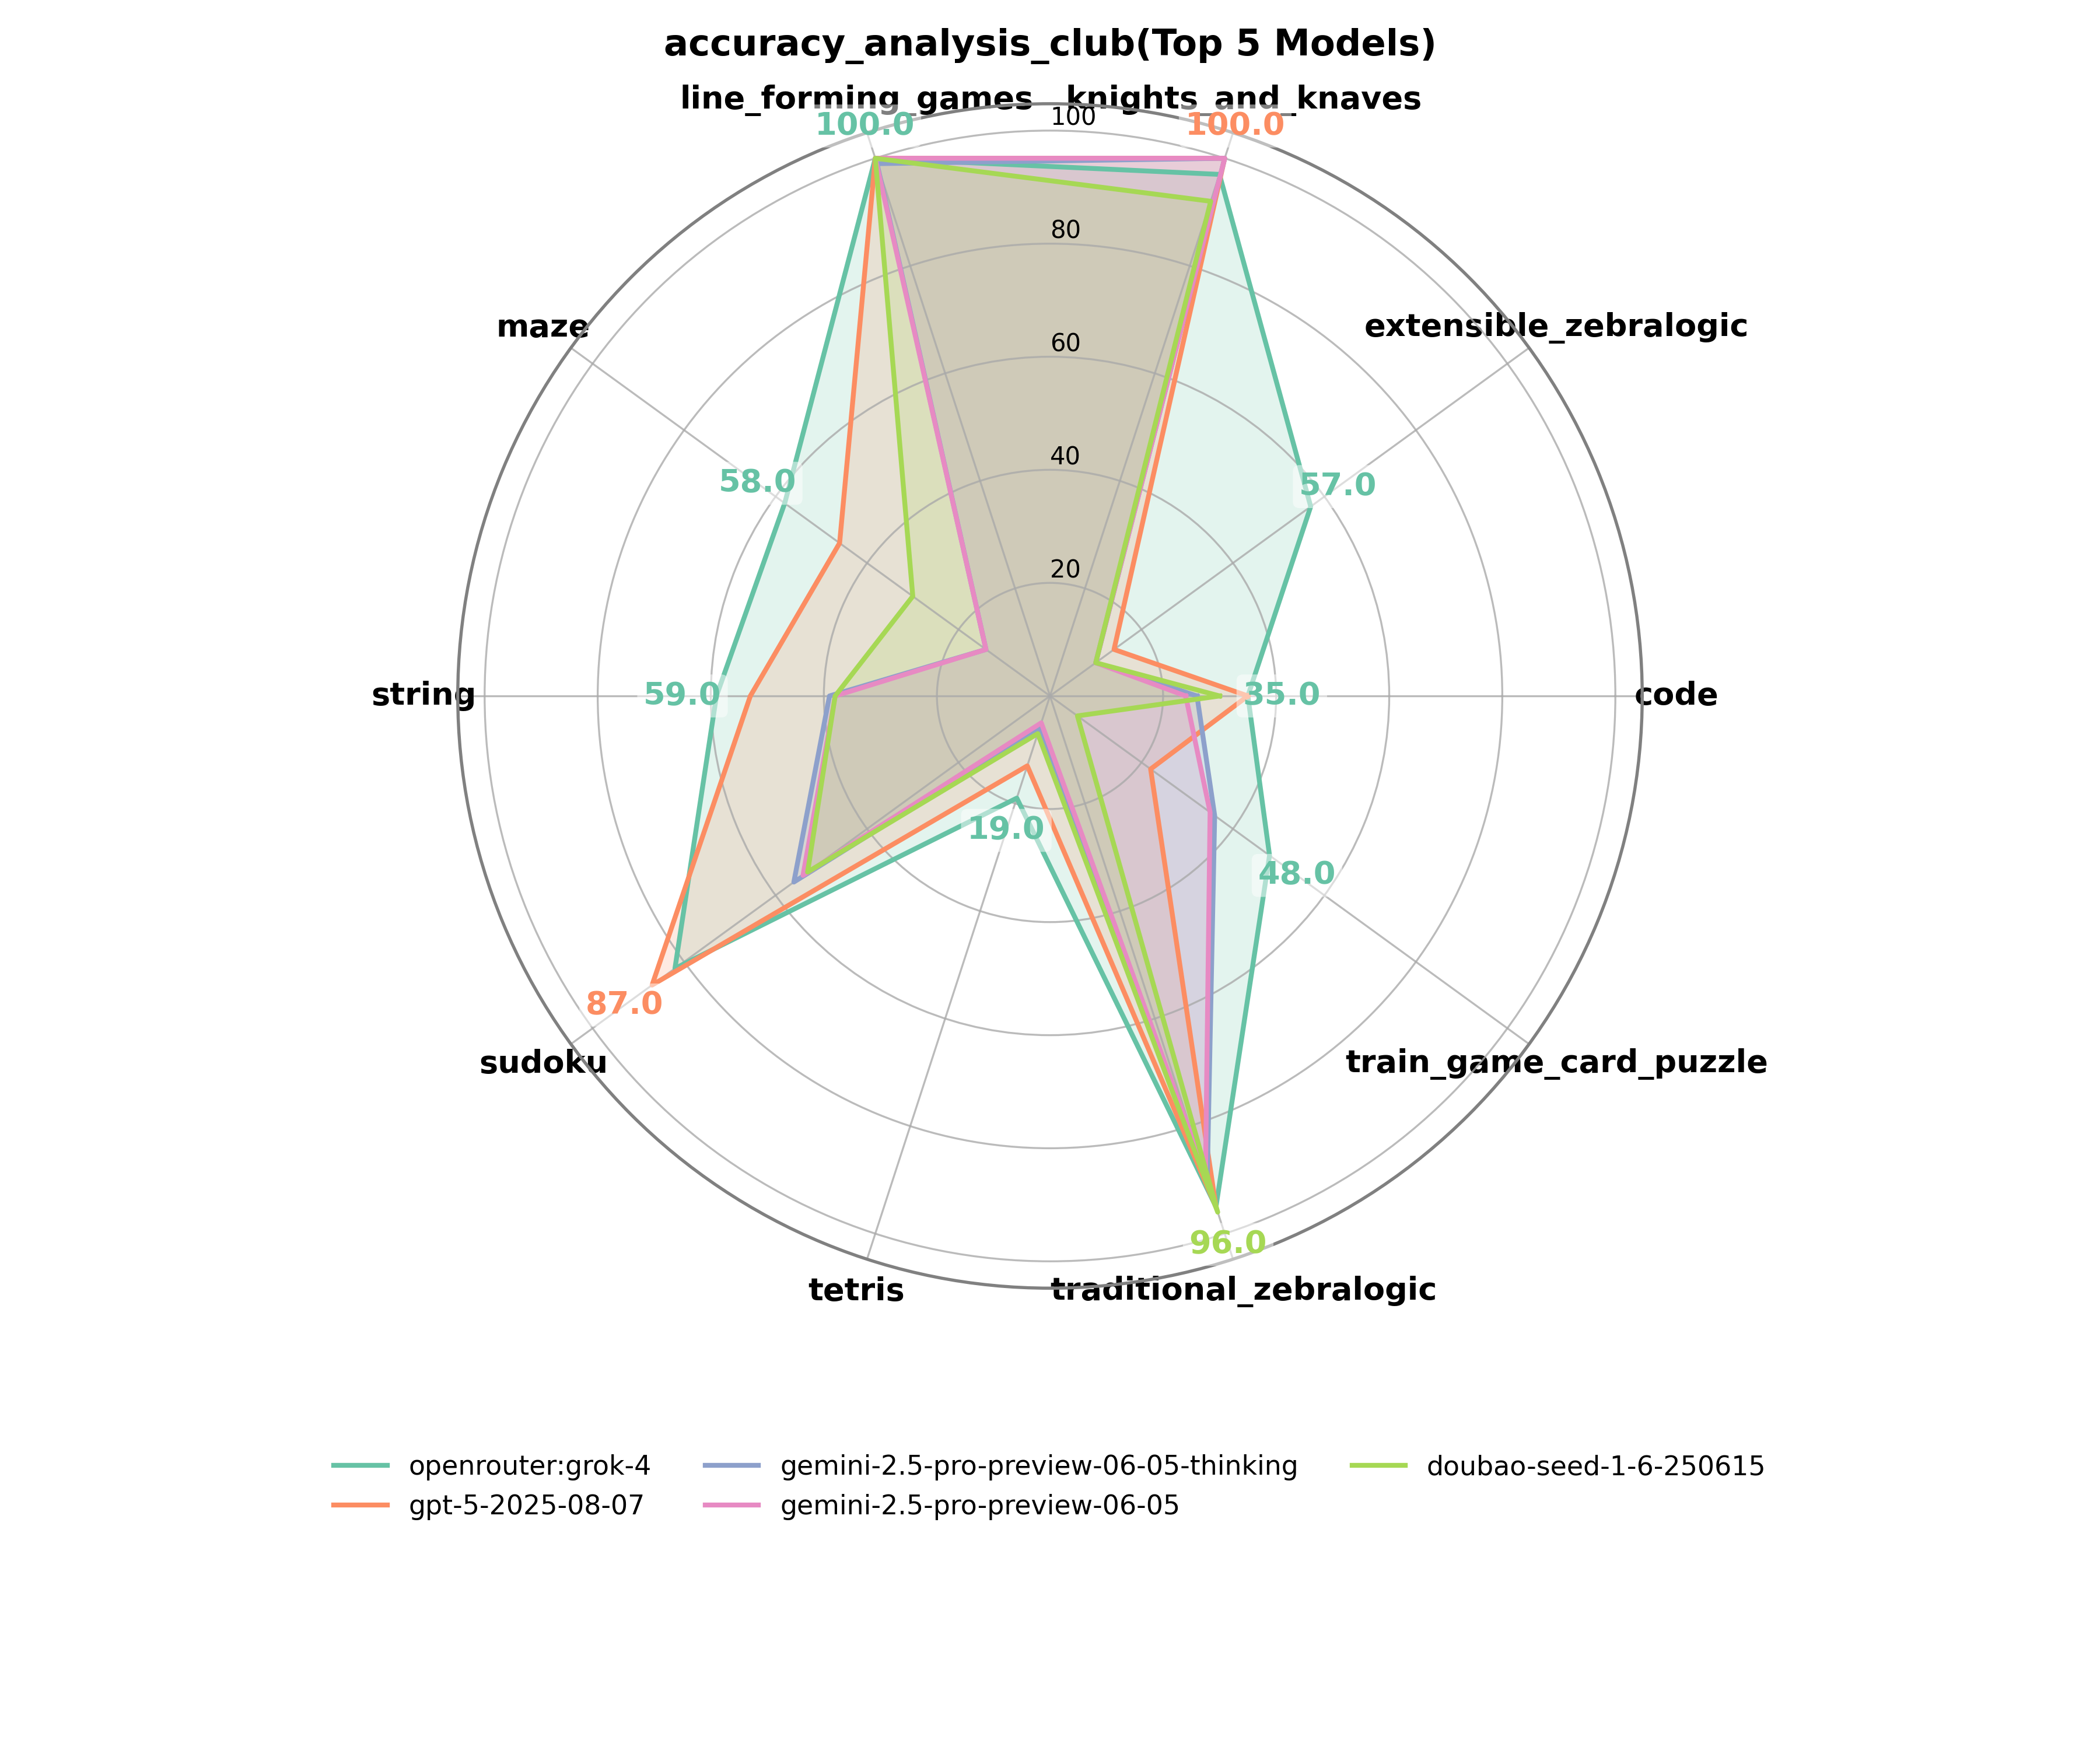 accuracy_analysis_club(Top 5 Models)
line_forming_games knights_and_knaves
100
100.0 100.0
80
maze extensible_zebralogic
60
58.0 57.0
40
20
string 59.0 35.0 code
19.0 48.0
87.0
sudoku train_game_card_puzzle
96.0
tetris traditional_zebralogic
openrouter:grok-4 gemini-2.5-pro-preview-06-05-thinking doubao-seed-1-6-250615
gpt-5-2025-08-07 gemini-2.5-pro-preview-06-05